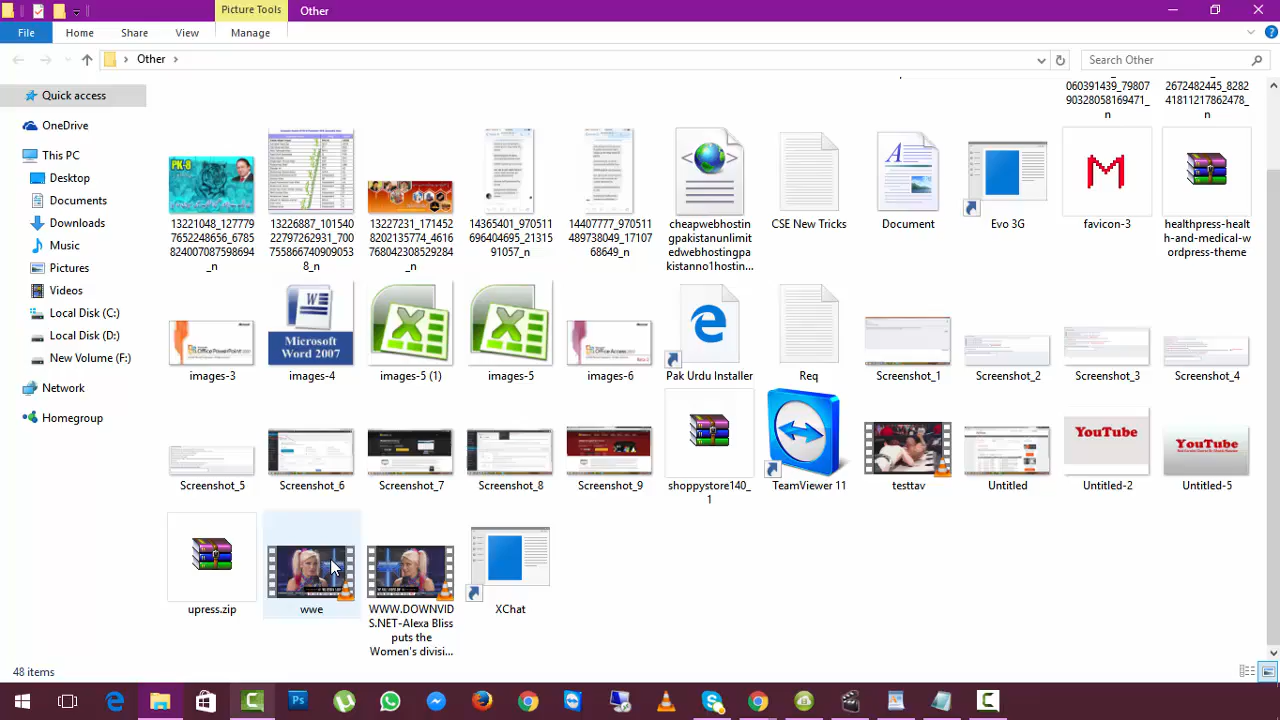 Picture Tools
Other
File
Home
Share
View
Manage
Other
Search Other
Quick access
OneDrive
This PC
Desktop
Documents
Downloads
Music
Pictures
Videos
Local Disk (C:)
Local Disk (D:)
New Volume (F:)
Network
Homegroup
060391439_79807
90328058169471_
n
2672482445_8282
41811217862478_
n
PK-8
13221048_127779
7652248656_6785
824007087598694
_n
13226887_101540
22797262931_700
755866740909053
8_n
13227231_171452
8202135774_4616
768042308529284
_n
14365401_970511
696404695_21315
91057_n
14407777_970511
489738049_17107
68649_n
cheapwebhosting
pakistanunlimit
edwebhostingpa
kistanno1hostin...
CSE New Tricks
Document
Evo 3G
favicon-3
healthpress-healt
h-and-medical-w
ordpress-theme
images-3
Microsoft
Word 2007
images-4
images-5 (1)
images-5
images-6
Pak Urdu Installer
Req
Screenshot_1
Screenshot_2
Screenshot_3
Screenshot_4
Screenshot_5
Screenshot_6
Screenshot_7
Screenshot_8
Screenshot_9
shoppystore140_
1
TeamViewer 11
testtav
Untitled
YouTube
Untitled-2
YouTube
Untitled-5
upress.zip
wwe
WWW.DOWNVID
S.NET-Alexa Bliss
puts the
Women's divisi...
XChat
48 items